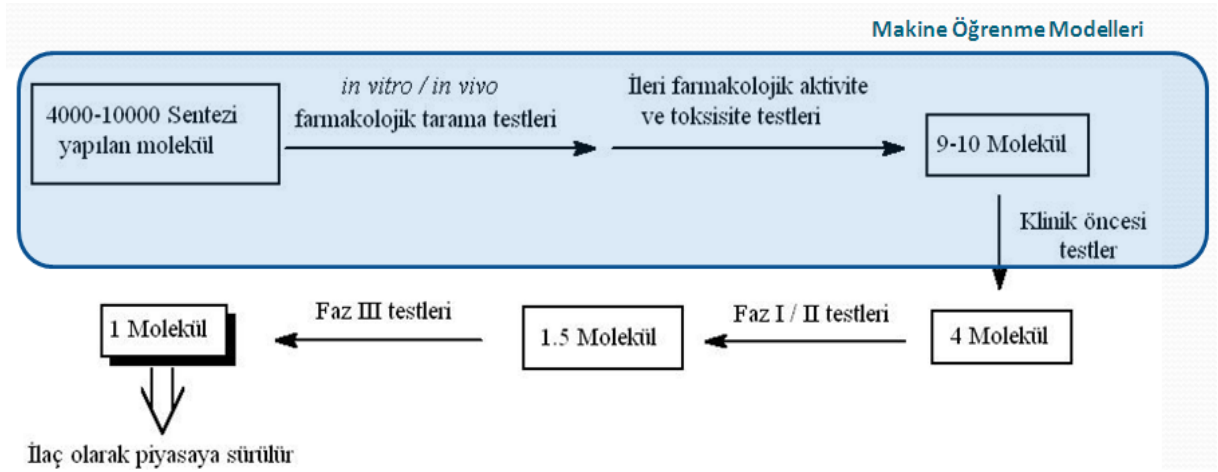 Makine Öğrenme Modelleri
4000-10000 Sentezi
yapılan molekül
in vitro / in vivo
farmakolojik tarama testleri
İleri farmakolojik aktivite
ve toksisite testleri
9-10 Molekül
Klinik öncesi
testler
4 Molekül
Faz I / II testleri
1.5 Molekül
Faz III testleri
1 Molekül
İlaç olarak piyasaya sürülür